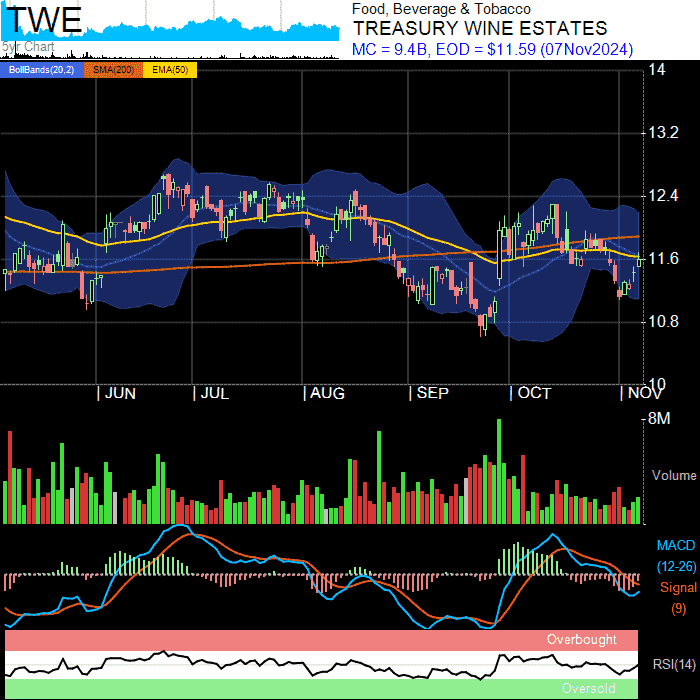 TWE
5yr Chart
Food, Beverage & Tobacco
TREASURY WINE ESTATES
MC = 9.4B, EOD = $11.59 (07Nov2024)
BollBands(20,2) SMA(200) EMA(50)
14
13.2
12.4
11.6
10.8
10
JUN JUL AUG SEP OCT NOV
8M
Volume
MACD
(12-26)
Signal
(9)
Overbought
RSI(14)
Oversold